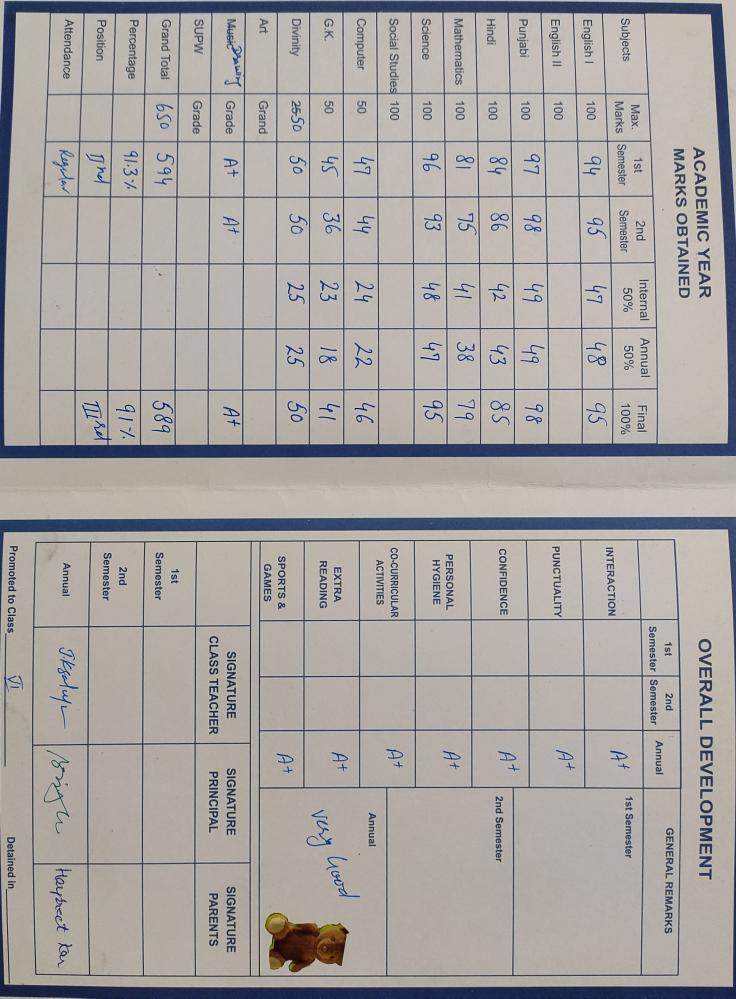 ACADEMIC YEAR
MARKS OBTAINED
Subjects Max. Marks 1st Semester 2nd Semester Internal 50% Annual 50% Final 100%
English I 100 94 95 47 48 95
English II 100
Punjabi 100 97 98 49 49 98
Hindi 100 84 86 42 43 85
Mathematics 100 81 75 41 38 79
Science 100 96 93 48 47 95
Social Studies 100
Computer 50 47 44 24 22 46
G.K. 50 45 36 23 18 41
Divinity 50 50 50 25 25 50
Art Grand
Music Drawing Grade A+ A+ A+
SUPW Grade
Grand Total 650 594 589
Percentage 91.3% 91%
Position IInd IIIrd
Attendance Regular
OVERALL DEVELOPMENT
1st Semester 2nd Semester Annual GENERAL REMARKS
INTERACTION A+ 1st Semester
PUNCTUALITY A+
CONFIDENCE A+ 2nd Semester
PERSONAL HYGIENE A+
CO-CURRICULAR ACTIVITIES A+ Annual
EXTRA READING A+ very Good
SPORTS & GAMES A+
SIGNATURE CLASS TEACHER SIGNATURE PRINCIPAL SIGNATURE PARENTS
1st Semester
2nd Semester
Annual Harpreet Kor
Promoted to Class VI Detained in